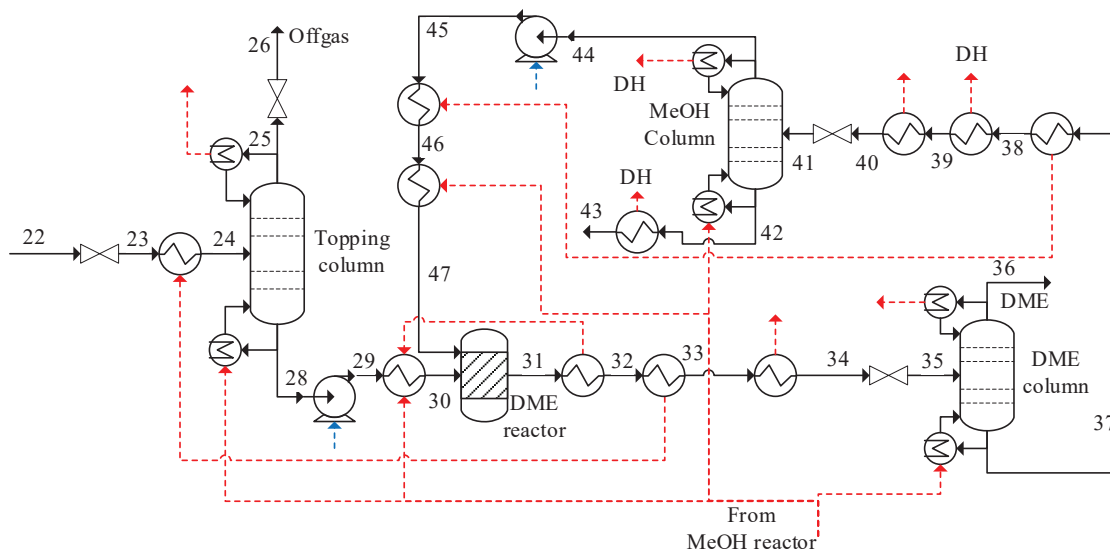 45
44
26
Offgas
DH
DH
MeOH
Column
DH
25
46
41
40
39
38
22
23
24
Topping
column
DH
43
42
47
36
DME
28
29
30
31
32
33
34
35
DME
column
DME
reactor
37
From
MeOH reactor